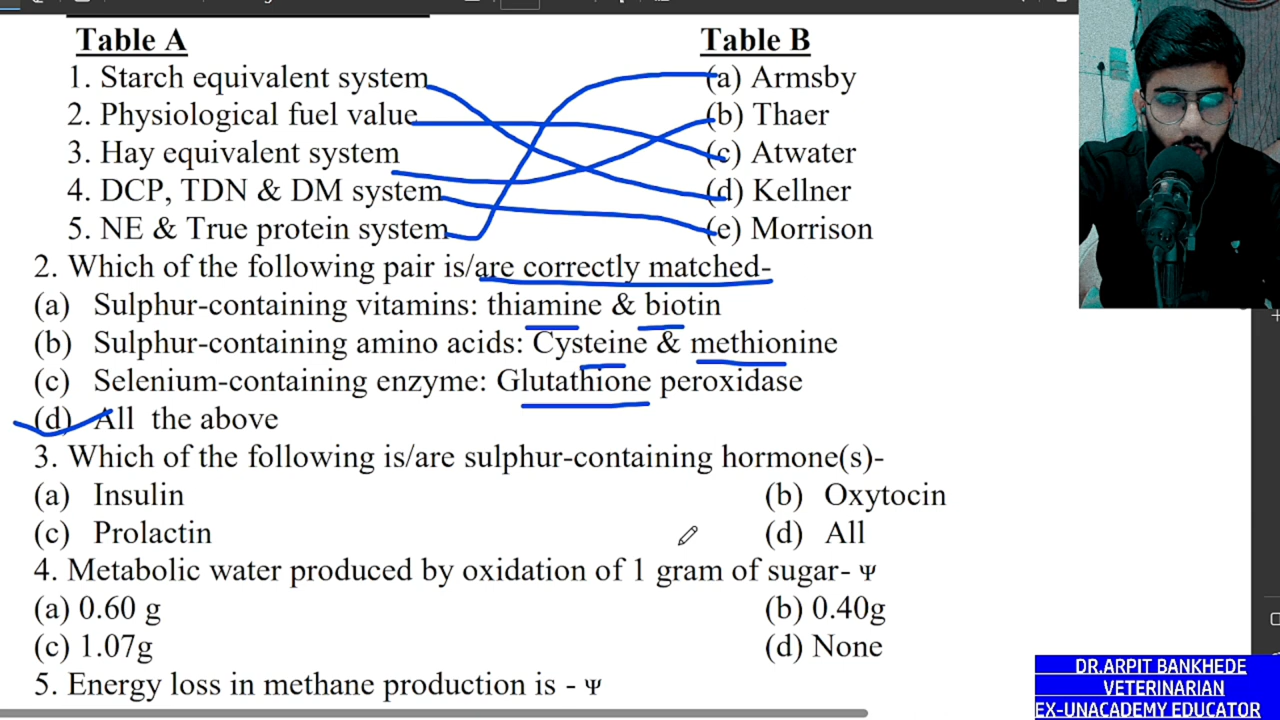 Table A Table B
1. Starch equivalent system (a) Armsby
2. Physiological fuel value (b) Thaer
3. Hay equivalent system (c) Atwater
4. DCP, TDN & DM system (d) Kellner
5. NE & True protein system (e) Morrison
2. Which of the following pair is/are correctly matched-
(a) Sulphur-containing vitamins: thiamine & biotin
(b) Sulphur-containing amino acids: Cysteine & methionine
(c) Selenium-containing enzyme: Glutathione peroxidase
(d) All the above
3. Which of the following is/are sulphur-containing hormone(s)-
(a) Insulin (b) Oxytocin
(c) Prolactin (d) All
4. Metabolic water produced by oxidation of 1 gram of sugar- Ψ
(a) 0.60 g (b) 0.40g
(c) 1.07g (d) None
5. Energy loss in methane production is - Ψ
DR.ARPIT BANKHEDE
VETERINARIAN
EX-UNACADEMY EDUCATOR